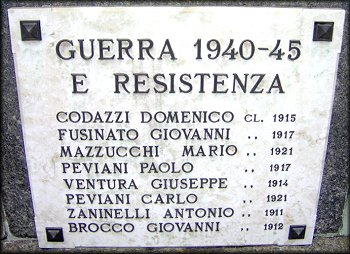 GUERRA 1940-45
E RESISTENZA
CODAZZI DOMENICO CL. 1915
FUSINATO GIOVANNI ,, 1917
MAZZUCCHI MARIO ,, 1921
PEVIANI PAOLO ,, 1917
VENTURA GIUSEPPE ,, 1914
PEVIANI CARLO ,, 1921
ZANINELLI ANTONIO ,, 1911
BROCCO GIOVANNI ,, 1912